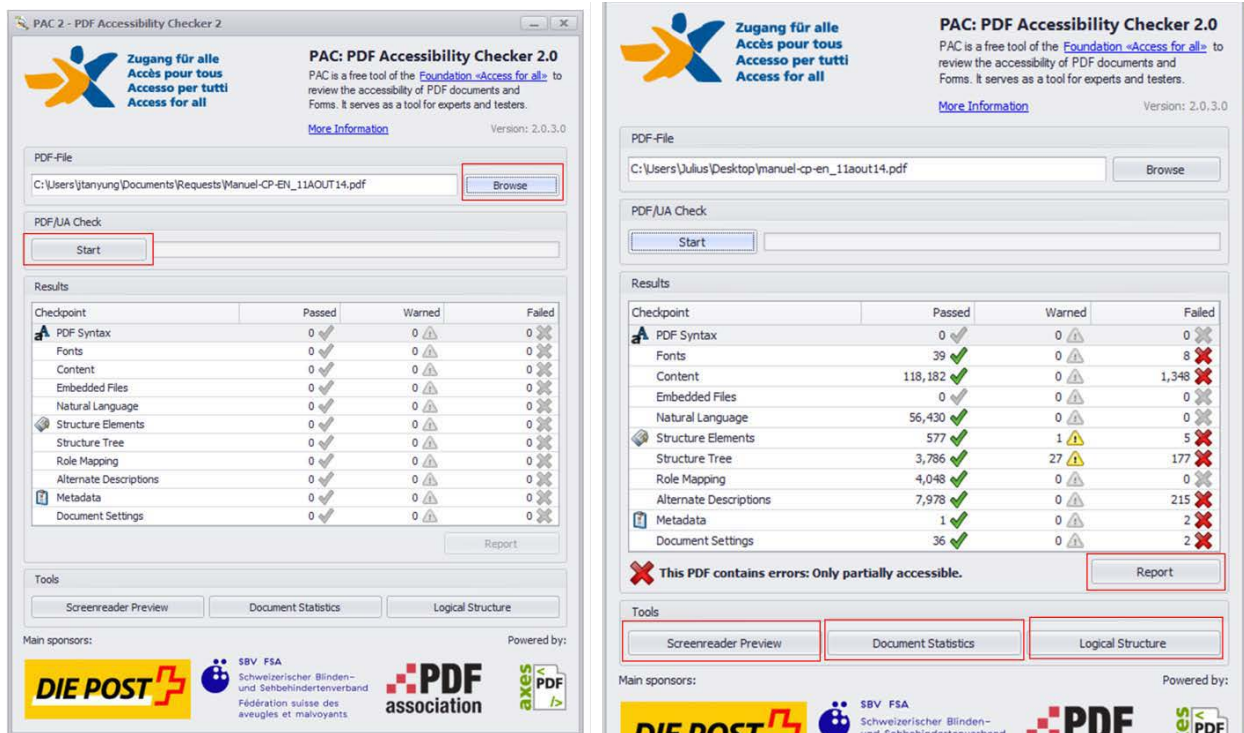 PAC 2 - PDF Accessibility Checker 2
Zugang für alle
Accès pour tous
Accesso per tutti
Access for all
PAC: PDF Accessibility Checker 2.0
PAC is a free tool of the Foundation «Access for all» to
review the accessibility of PDF documents and
Forms. It serves as a tool for experts and testers.
More Information Version: 2.0.3.0
PDF-File
C:\Users\jtanyung\Documents\Requests\Manuel-CP-EN_11AOUT14.pdf Browse
PDF/UA Check
Start
Results
Checkpoint Passed Warned Failed
PDF Syntax 0 0 0
Fonts 0 0 0
Content 0 0 0
Embedded Files 0 0 0
Natural Language 0 0 0
Structure Elements 0 0 0
Structure Tree 0 0 0
Role Mapping 0 0 0
Alternate Descriptions 0 0 0
Metadata 0 0 0
Document Settings 0 0 0
Report
Tools
Screenreader Preview Document Statistics Logical Structure
Main sponsors: Powered by:
DIE POST
SBV FSA
Schweizerischer Blinden-
und Sehbehindertenverband
Fédération suisse des
aveugles et malvoyants
PDF
association
axes
PDF
/>
Zugang für alle
Accès pour tous
Accesso per tutti
Access for all
PAC: PDF Accessibility Checker 2.0
PAC is a free tool of the Foundation «Access for all» to
review the accessibility of PDF documents and
Forms. It serves as a tool for experts and testers.
More Information Version: 2.0.3.0
PDF-File
C:\Users\Julius\Desktop\manuel-cp-en_11aout14.pdf Browse
PDF/UA Check
Start
Results
Checkpoint Passed Warned Failed
PDF Syntax 0 0 0
Fonts 39 0 8
Content 118,182 0 1,348
Embedded Files 0 0 0
Natural Language 56,430 0 0
Structure Elements 577 1 5
Structure Tree 3,786 27 177
Role Mapping 4,048 0 0
Alternate Descriptions 7,978 0 215
Metadata 1 0 2
Document Settings 36 0 2
This PDF contains errors: Only partially accessible. Report
Tools
Screenreader Preview Document Statistics Logical Structure
Main sponsors: Powered by:
DIE POST
SBV FSA
Schweizerischer Blinden-
PDF
es
PDF